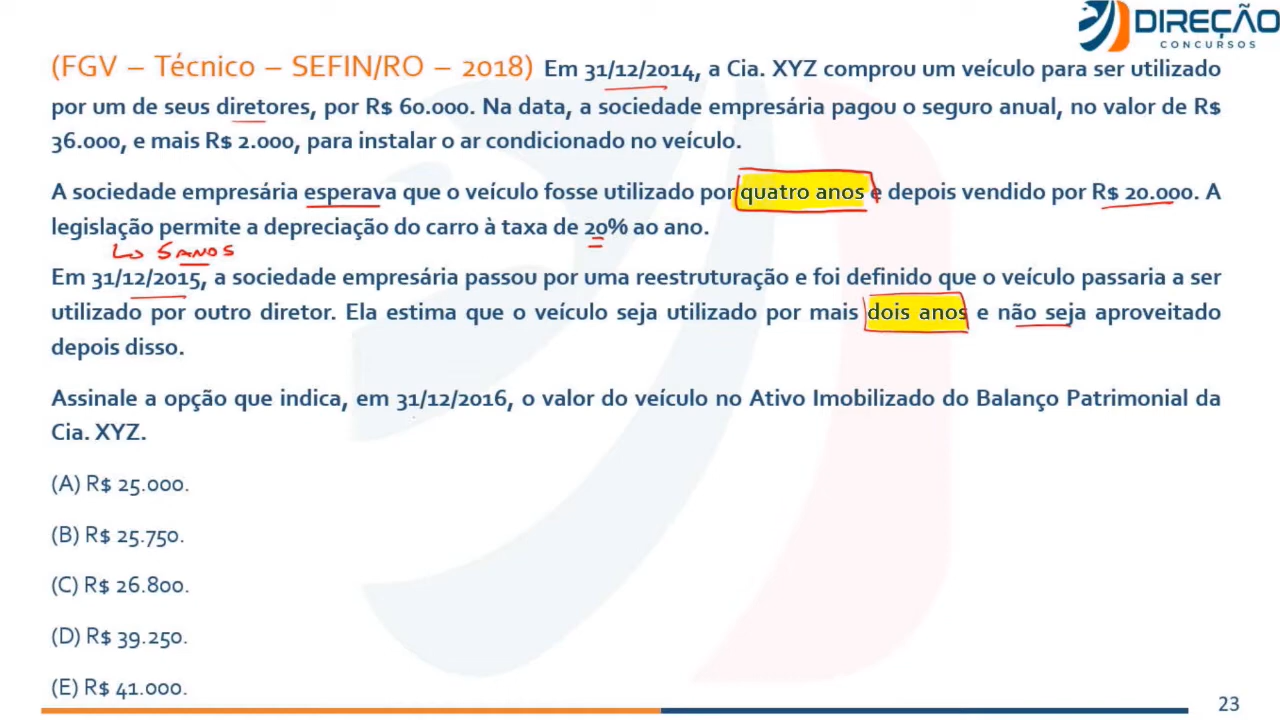 DIREÇÃO
CONCURSOS
(FGV – Técnico – SEFIN/RO – 2018) Em 31/12/2014, a Cia. XYZ comprou um veículo para ser utilizado
por um de seus diretores, por R$ 60.000. Na data, a sociedade empresária pagou o seguro anual, no valor de R$
36.000, e mais R$ 2.000, para instalar o ar condicionado no veículo.
A sociedade empresária esperava que o veículo fosse utilizado por quatro anos e depois vendido por R$ 20.000. A
legislação permite a depreciação do carro à taxa de 20% ao ano.
↳ 5 ANOS
Em 31/12/2015, a sociedade empresária passou por uma reestruturação e foi definido que o veículo passaria a ser
utilizado por outro diretor. Ela estima que o veículo seja utilizado por mais dois anos e não seja aproveitado
depois disso.
Assinale a opção que indica, em 31/12/2016, o valor do veículo no Ativo Imobilizado do Balanço Patrimonial da
Cia. XYZ.
(A) R$ 25.000.
(B) R$ 25.750.
(C) R$ 26.800.
(D) R$ 39.250.
(E) R$ 41.000.
23